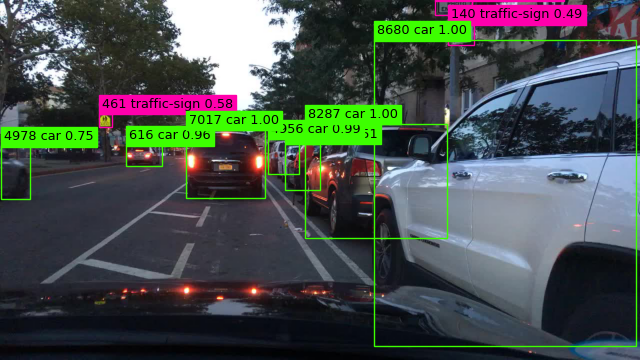 140 traffic-sign 0.49
8680 car 1.00
461 traffic-sign 0.58
8287 car 1.00
7017 car 1.00
956 car 0.99
51
616 car 0.96
4978 car 0.75